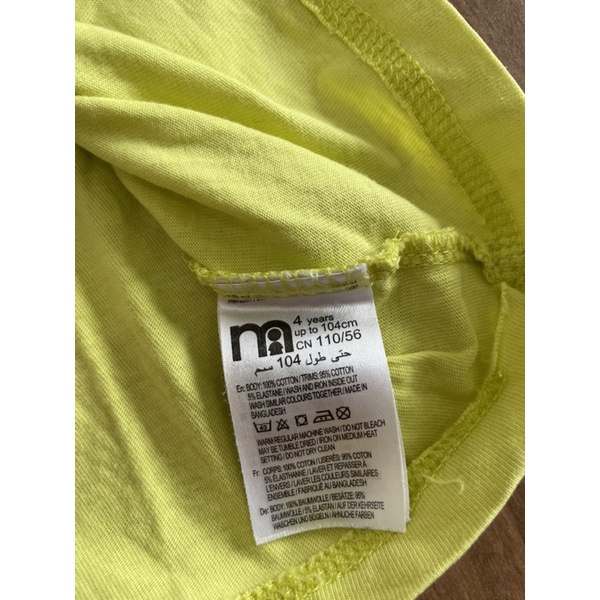 m
4 years
up to 104cm
CN 110/56
حتى طول 104 سم
En: BODY: 100% COTTON / TRIMS: 95% COTTON
5% ELASTANE / WASH AND IRON INSIDE OUT
WASH SIMILAR COLOURS TOGETHER / MADE IN
BANGLADESH
40
WARM REGULAR MACHINE WASH / DO NOT BLEACH
MAY BE TUMBLE DRIED / IRON ON MEDIUM HEAT
SETTING / DO NOT DRY CLEAN
Fr: CORPS: 100% COTON / LISERÉS: 95% COTON
5% ÉLASTHANNE / LAVER ET REPASSER À
L'ENVERS / LAVER LES COULEURS SIMILAIRES
ENSEMBLE / FABRIQUÉ AU BANGLADESH
De: BODY: 100% BAUMWOLLE / BESÄTZE: 95%
BAUMWOLLE / 5% ELASTAN / AUF DER KEHRSEITE
WASCHEN UND BÜGELN / ÄHNLICHE FARBEN